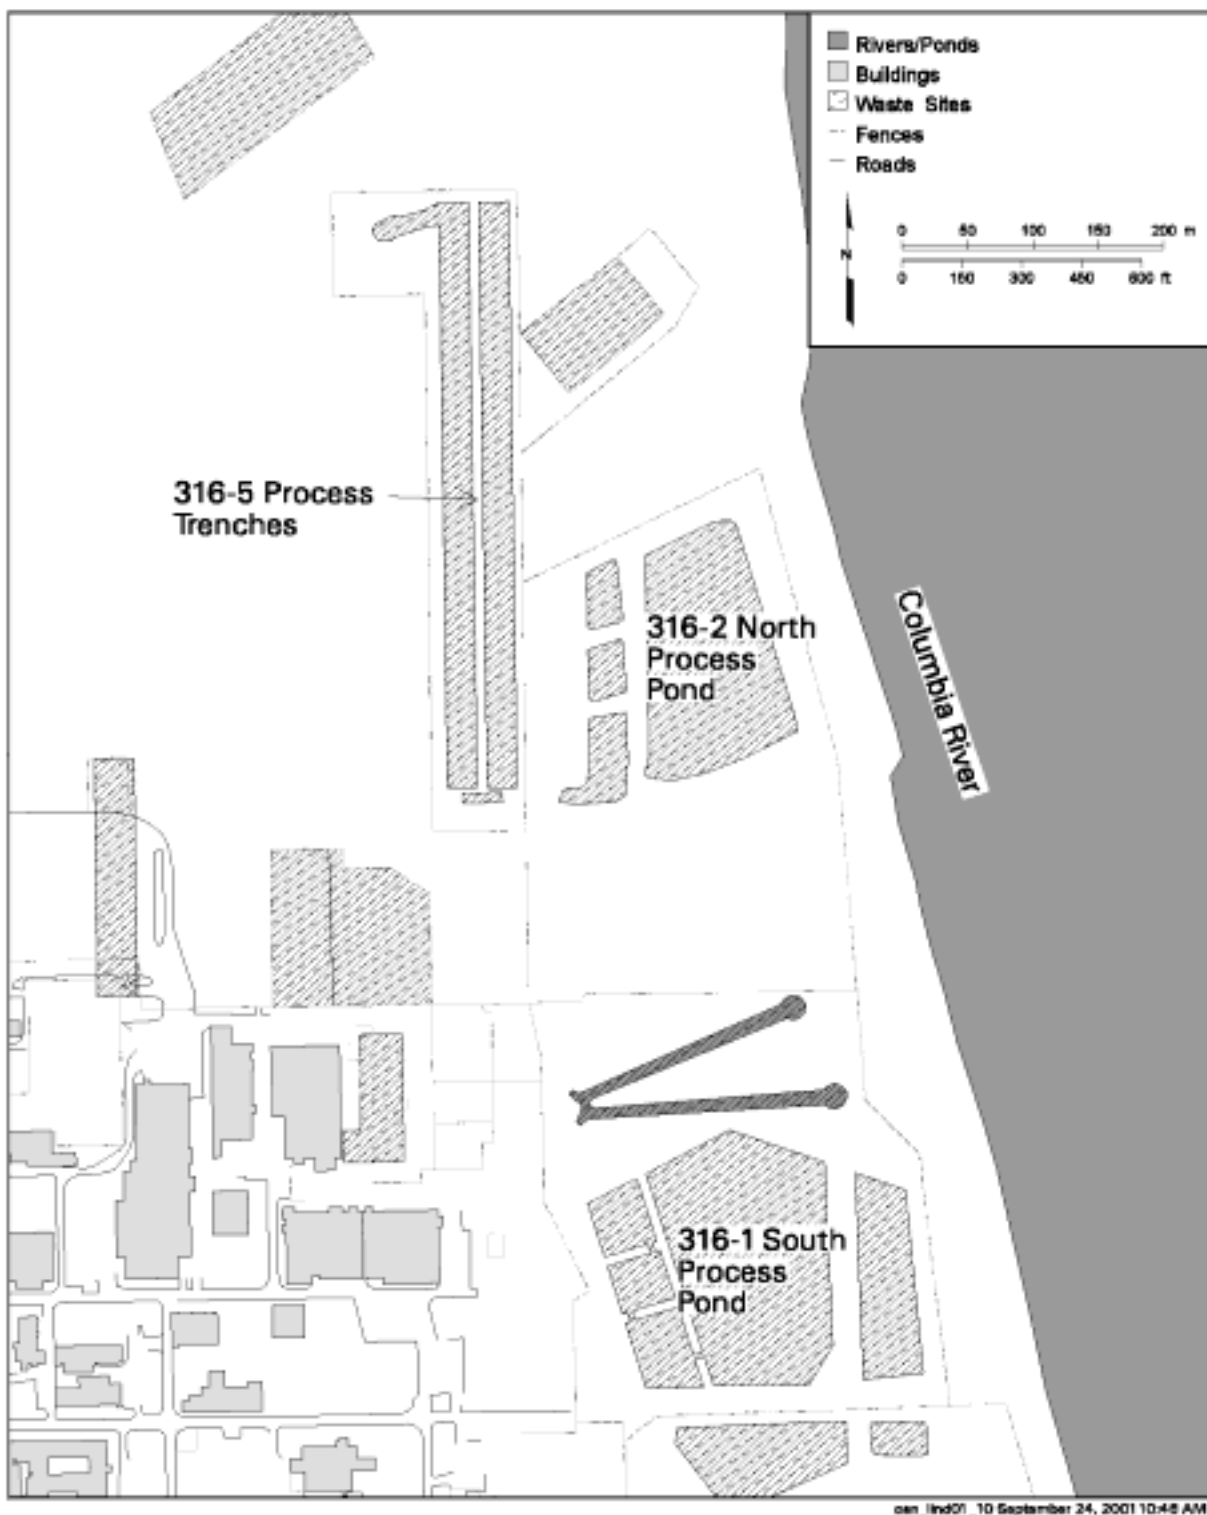 Rivers/Ponds
Buildings
Waste Sites
Fences
Roads
N
0 50 100 150 200 m
0 150 300 450 600 ft
316-5 Process
Trenches
316-2 North
Process
Pond
Columbia River
316-1 South
Process
Pond
September 24, 2001 10:48 AM